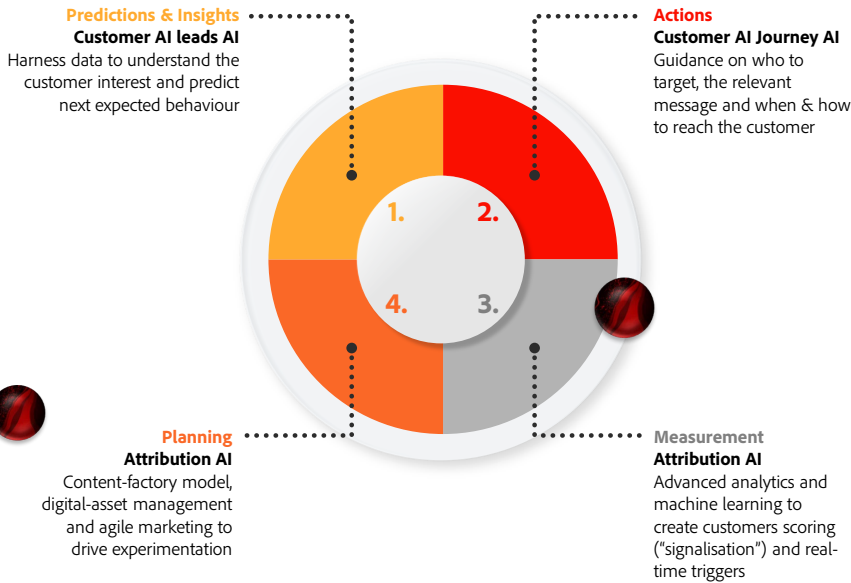 Predictions & Insights
Customer AI leads AI
Harness data to understand the
customer interest and predict
next expected behaviour
Actions
Customer AI Journey AI
Guidance on who to
target, the relevant
message and when & how
to reach the customer
1.
2.
4.
3.
Planning
Attribution AI
Content-factory model,
digital-asset management
and agile marketing to
drive experimentation
Measurement
Attribution AI
Advanced analytics and
machine learning to
create customers scoring
(“signalisation”) and real-
time triggers